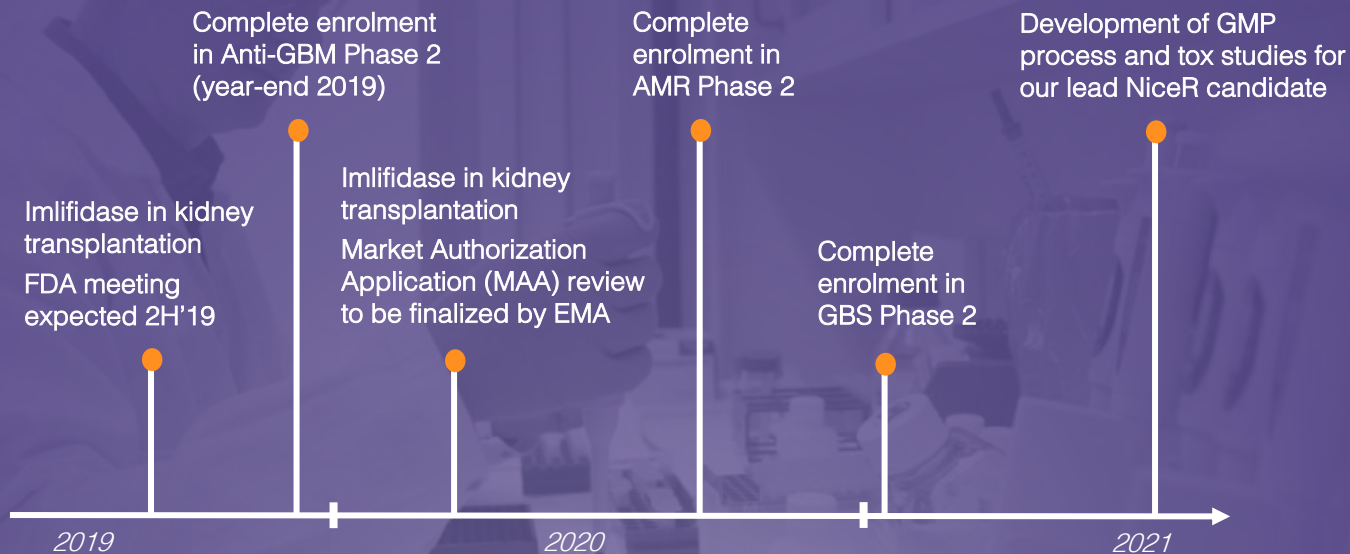 Complete enrolment
in Anti-GBM Phase 2
(year-end 2019)
Complete
enrolment in
AMR Phase 2
Development of GMP
process and tox studies for
our lead NiceR candidate
Imlifidase in kidney
transplantation
FDA meeting
expected 2H'19
Imlifidase in kidney
transplantation
Market Authorization
Application (MAA) review
to be finalized by EMA
Complete
enrolment in
GBS Phase 2
2019
2020
2021